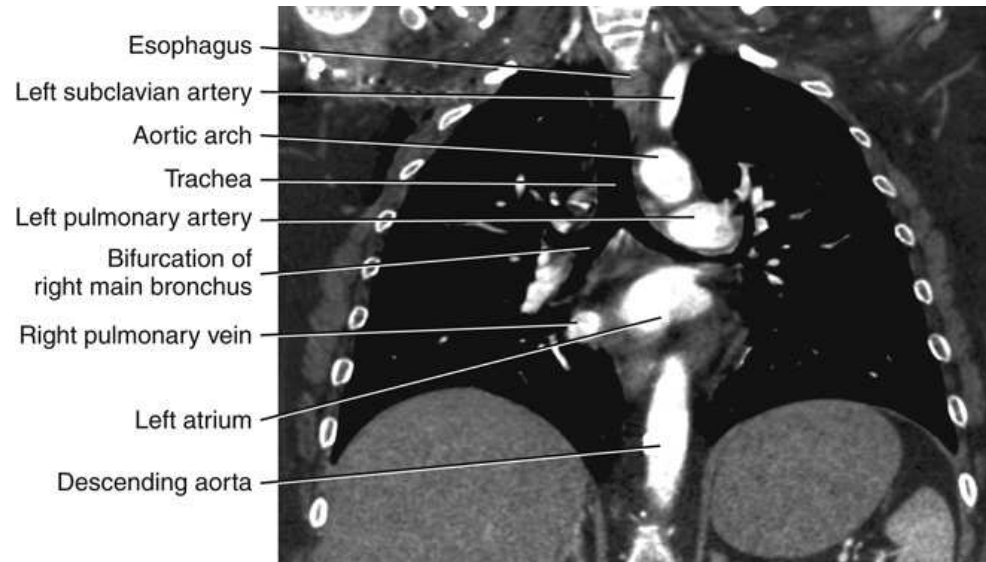 Esophagus
Left subclavian artery
Aortic arch
Trachea
Left pulmonary artery
Bifurcation of
right main bronchus
Right pulmonary vein
Left atrium
Descending aorta